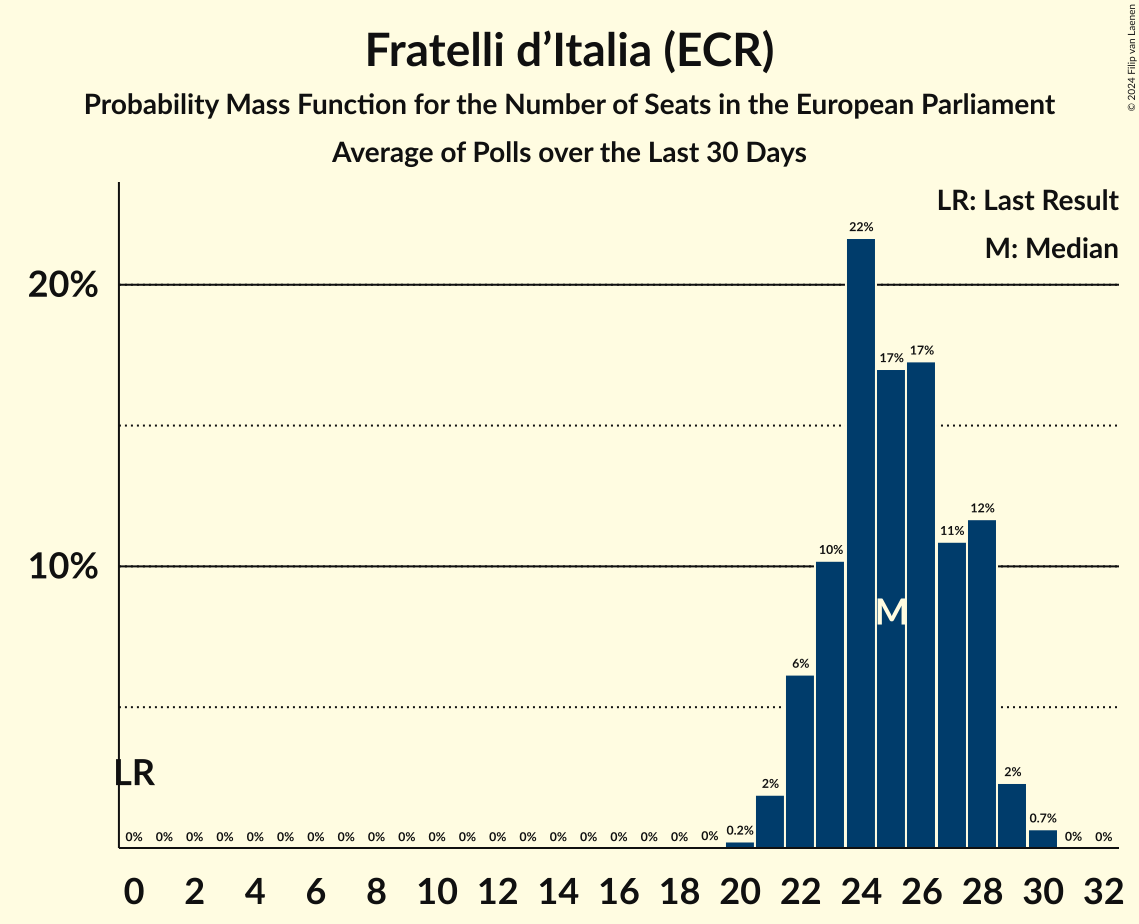 Fratelli d’Italia (ECR)
Probability Mass Function for the Number of Seats in the European Parliament
Average of Polls over the Last 30 Days
© 2024 Filip van Laenen
LR: Last Result
M: Median
20%
10%
22%
17%
17%
12%
11%
10%
6%
2%
2%
0.7%
0.2%
M
LR
0% 0% 0% 0% 0% 0% 0% 0% 0% 0% 0% 0% 0% 0% 0% 0% 0% 0% 0% 0% 0% 0%
0 2 4 6 8 10 12 14 16 18 20 22 24 26 28 30 32